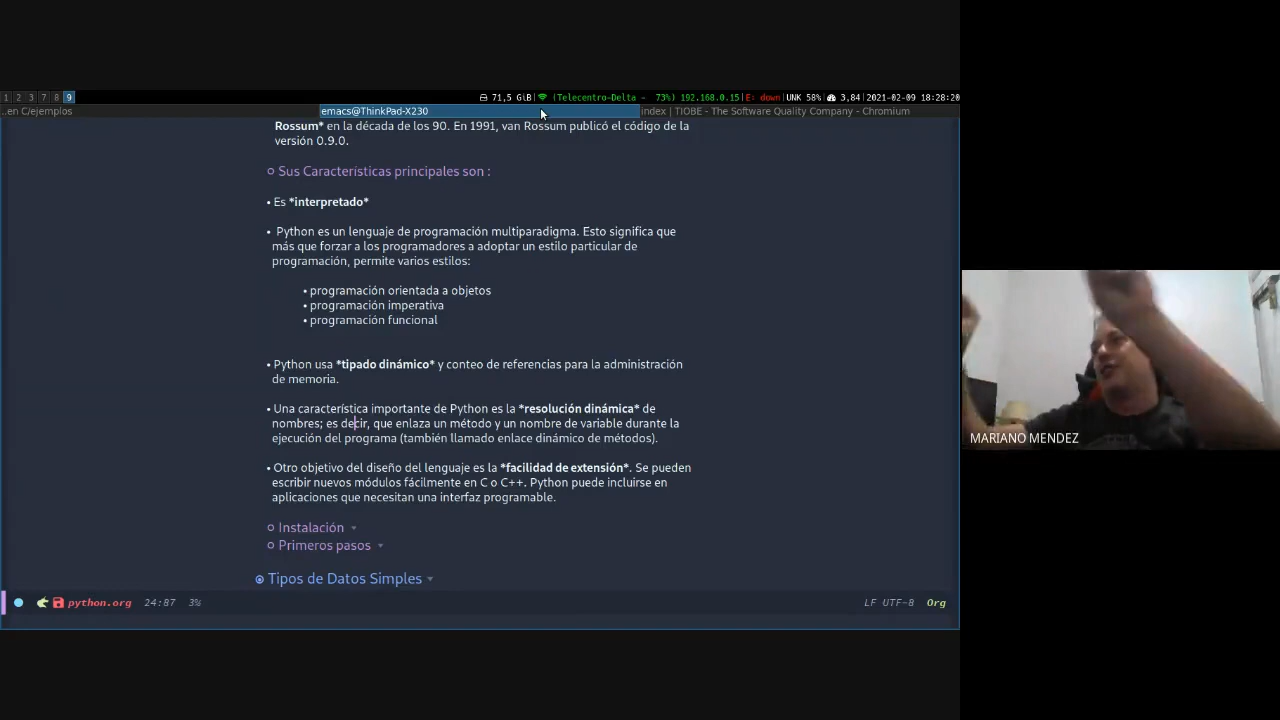 1 2 3 7 8 9
71,5 GiB| (Telecentro-Delta - 73%) 192.168.0.15|E: down|UNK 58%| 3,84|2021-02-09 18:28:20
..en C/ejemplos
emacs@ThinkPad-X230
index | TIOBE - The Software Quality Company - Chromium
Rossum* en la década de los 90. En 1991, van Rossum publicó el código de la
versión 0.9.0.
Sus Características principales son :
• Es *interpretado*
• Python es un lenguaje de programación multiparadigma. Esto significa que
más que forzar a los programadores a adoptar un estilo particular de
programación, permite varios estilos:
• programación orientada a objetos
• programación imperativa
• programación funcional
• Python usa *tipado dinámico* y conteo de referencias para la administración
de memoria.
• Una característica importante de Python es la *resolución dinámica* de
nombres; es decir, que enlaza un método y un nombre de variable durante la
ejecución del programa (también llamado enlace dinámico de métodos).
• Otro objetivo del diseño del lenguaje es la *facilidad de extensión*. Se pueden
escribir nuevos módulos fácilmente en C o C++. Python puede incluirse en
aplicaciones que necesitan una interfaz programable.
Instalación
Primeros pasos
Tipos de Datos Simples
python.org 24:87 3%
LF UTF-8 Org
MARIANO MENDEZ